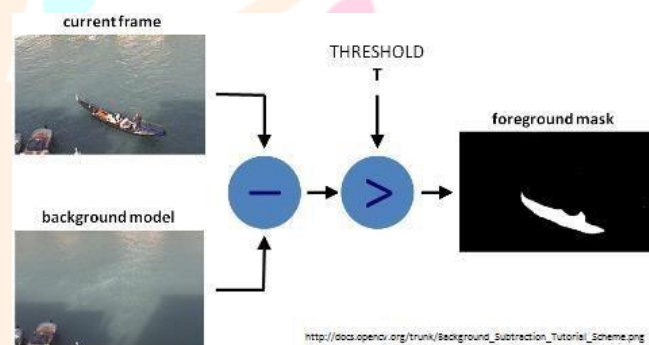 current frame
THRESHOLD
T
foreground mask
−
>
background model
http://docs.opencv.org/trunk/Background_Subtraction_Tutorial_Scheme.png